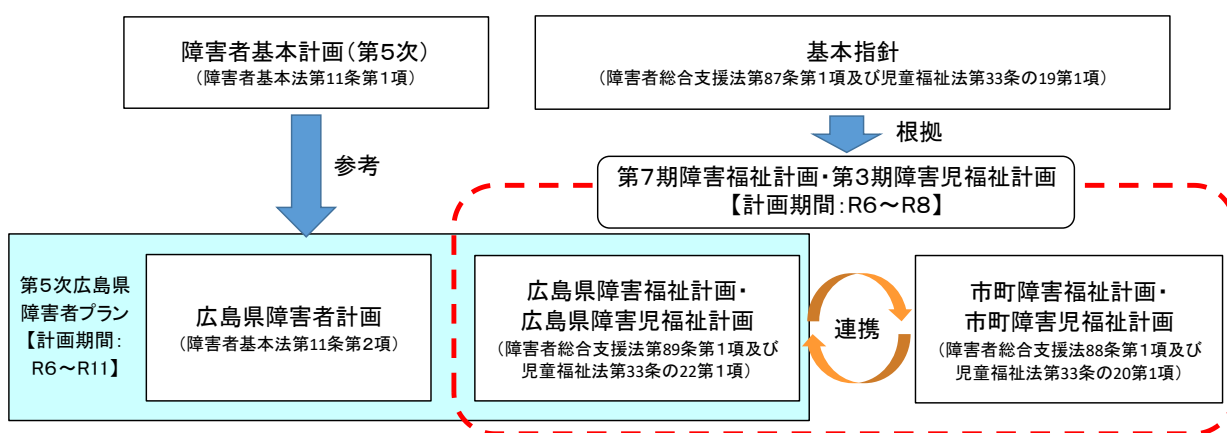 障害者基本計画(第5次)
(障害者基本法第11条第1項)
基本指針
(障害者総合支援法第87条第1項及び児童福祉法第33条の19第1項)
参考
根拠
第7期障害福祉計画・第3期障害児福祉計画
【計画期間:R6～R8】
第5次広島県
障害者プラン
【計画期間:
R6～R11】
広島県障害者計画
(障害者基本法第11条第2項)
広島県障害福祉計画・
広島県障害児福祉計画
(障害者総合支援法第89条第1項及び
児童福祉法第33条の22第1項)
連携
市町障害福祉計画・
市町障害児福祉計画
(障害者総合支援法88条第1項及び
児童福祉法第33条の20第1項)